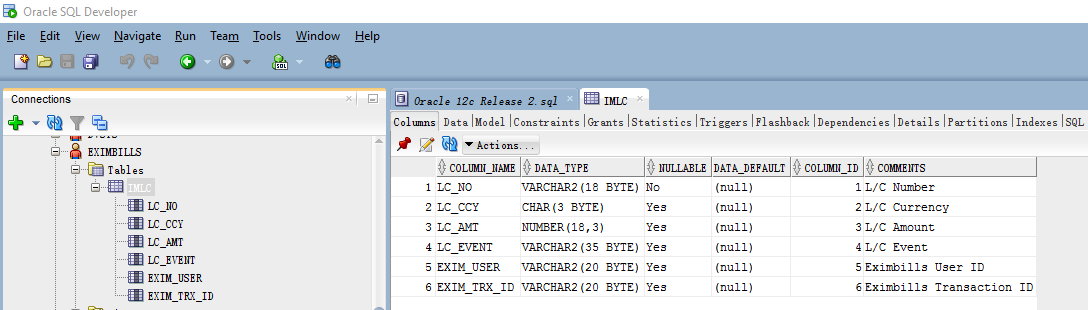 Oracle SQL Developer
File Edit View Navigate Run Team Tools Window Help
SQL
Connections
EXIMBILLS
Tables
IMLC
LC_NO
LC_CCY
LC_AMT
LC_EVENT
EXIM_USER
EXIM_TRX_ID
Oracle 12c Release 2.sql IMLC
Columns Data Model Constraints Grants Statistics Triggers Flashback Dependencies Details Partitions Indexes SQL
Actions...
COLUMN_NAME DATA_TYPE NULLABLE DATA_DEFAULT COLUMN_ID COMMENTS
1 LC_NO VARCHAR2(18 BYTE) No (null) 1 L/C Number
2 LC_CCY CHAR(3 BYTE) Yes (null) 2 L/C Currency
3 LC_AMT NUMBER(18,3) Yes (null) 3 L/C Amount
4 LC_EVENT VARCHAR2(35 BYTE) Yes (null) 4 L/C Event
5 EXIM_USER VARCHAR2(20 BYTE) Yes (null) 5 Eximbills User ID
6 EXIM_TRX_ID VARCHAR2(20 BYTE) Yes (null) 6 Eximbills Transaction ID